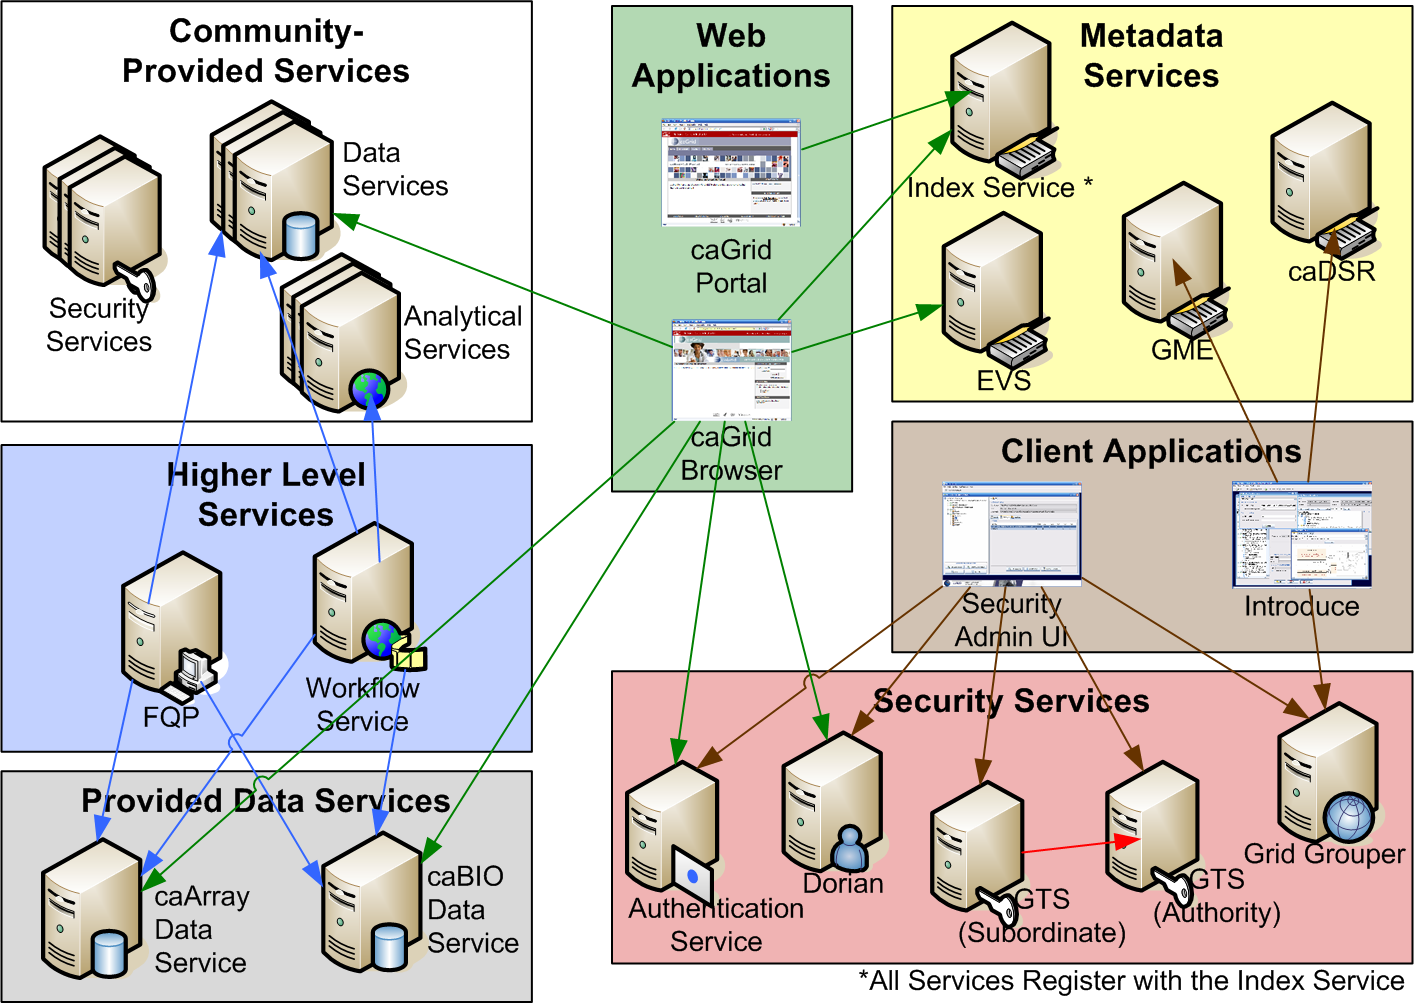 Community-
Provided Services
Data
Services
Security
Services
Analytical
Services
Higher Level
Services
FQP
Workflow
Service
Provided Data Services
caArray
Data
Service
caBIO
Data
Service
Web
Applications
caGrid
Portal
caGrid
Browser
Metadata
Services
Index Service *
caDSR
GME
EVS
Client Applications
Security
Admin UI
Introduce
Security Services
Authentication
Service
Dorian
GTS
(Subordinate)
GTS
(Authority)
Grid Grouper
*All Services Register with the Index Service